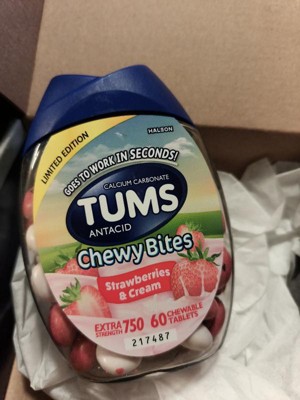 LIMITED EDITION
HALEON
GOES TO WORK IN SECONDS!
CALCIUM CARBONATE
TUMS
ANTACID
Chewy Bites
Strawberries
& Cream
EXTRA STRENGTH 750 60 CHEWABLE TABLETS
217487